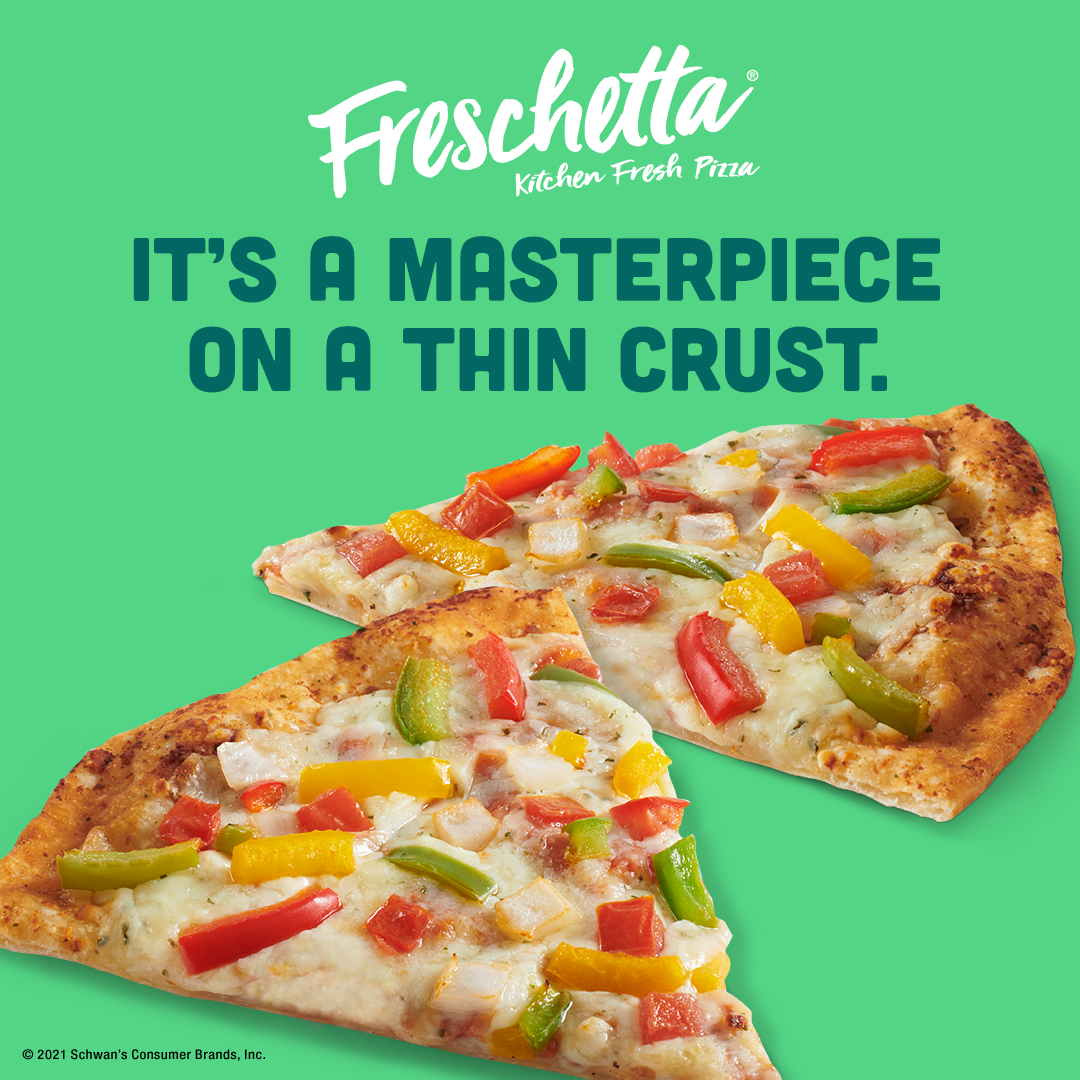 Freschetta®
Kitchen Fresh Pizza
IT'S A MASTERPIECE
ON A THIN CRUST.
© 2021 Schwan's Consumer Brands, Inc.